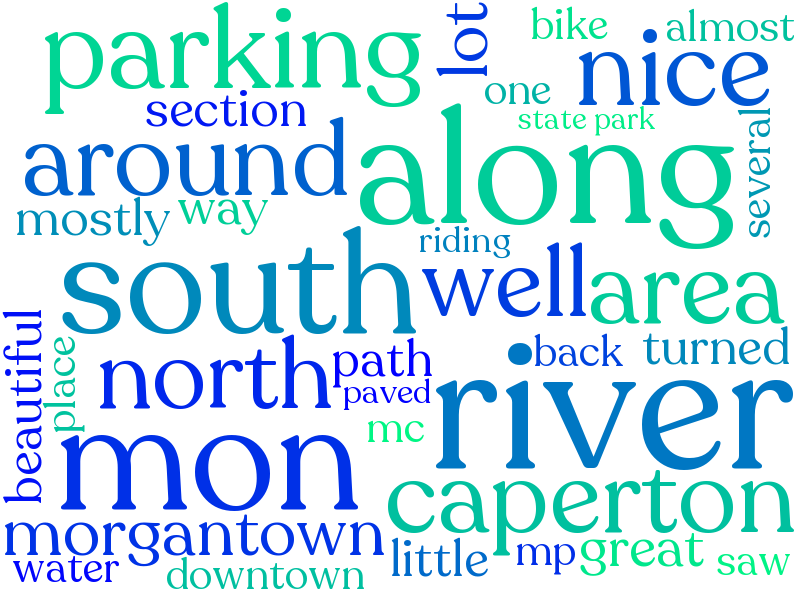 parking
lot
bike
almost
nice
section
one
state park
several
around
along
mostly
way
riding
south
well
area
beautiful
place
north
path
back
turned
paved
river
mc
mon
caperton
morgantown
little
mp
great
saw
water
downtown